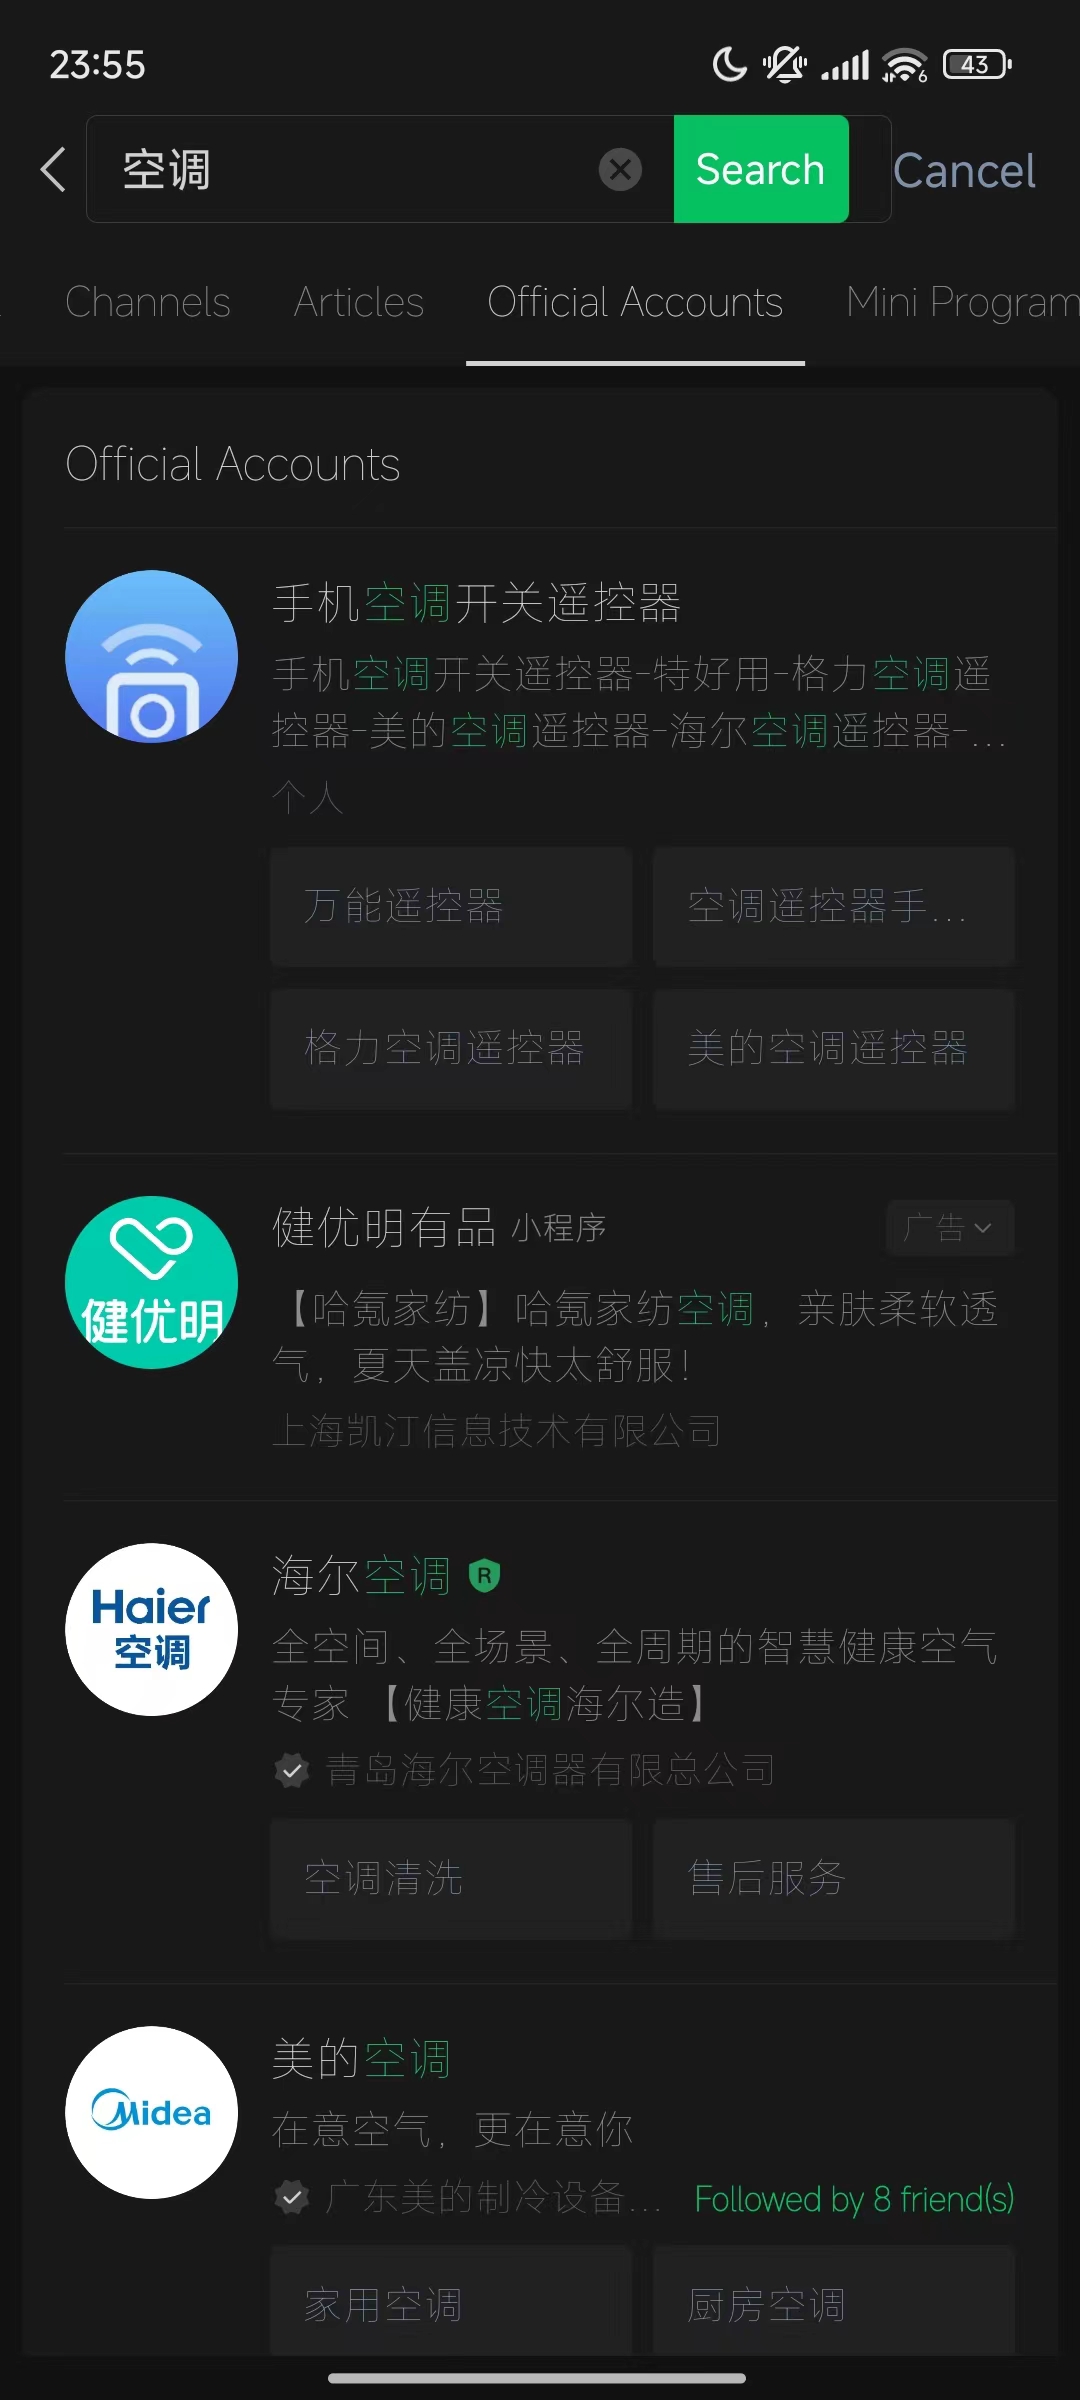 23:55
6
43
空调
Search
Cancel
Channels
Articles
Official Accounts
Mini Program
Official Accounts
手机空调开关遥控器
手机空调开关遥控器-特好用-格力空调遥
控器-美的空调遥控器-海尔空调遥控器-...
个人
万能遥控器
空调遥控器手...
格力空调遥控器
美的空调遥控器
健优明
健优明有品 小程序
广告
【哈氪家纺】哈氪家纺空调，亲肤柔软透
气，夏天盖凉快太舒服！
上海凯汀信息技术有限公司
Haier
空调
海尔空调
R
全空间、全场景、全周期的智慧健康空气
专家 【健康空调海尔造】
青岛海尔空调器有限总公司
空调清洗
售后服务
Midea
美的空调
在意空气，更在意你
广东美的制冷设备...
Followed by 8 friend(s)
家用空调
厨房空调